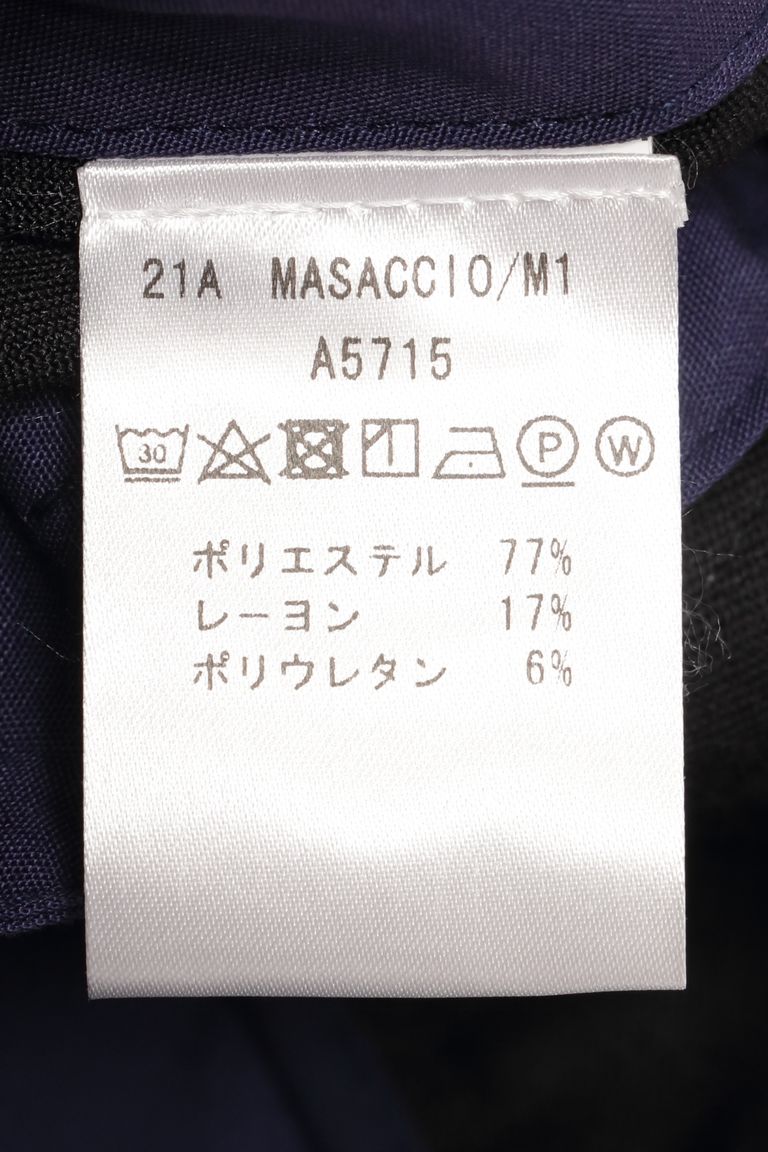 21A MASACCIO/M1
A5715
30 P W
ポリエステル 77%
レーヨン 17%
ポリウレタン 6%